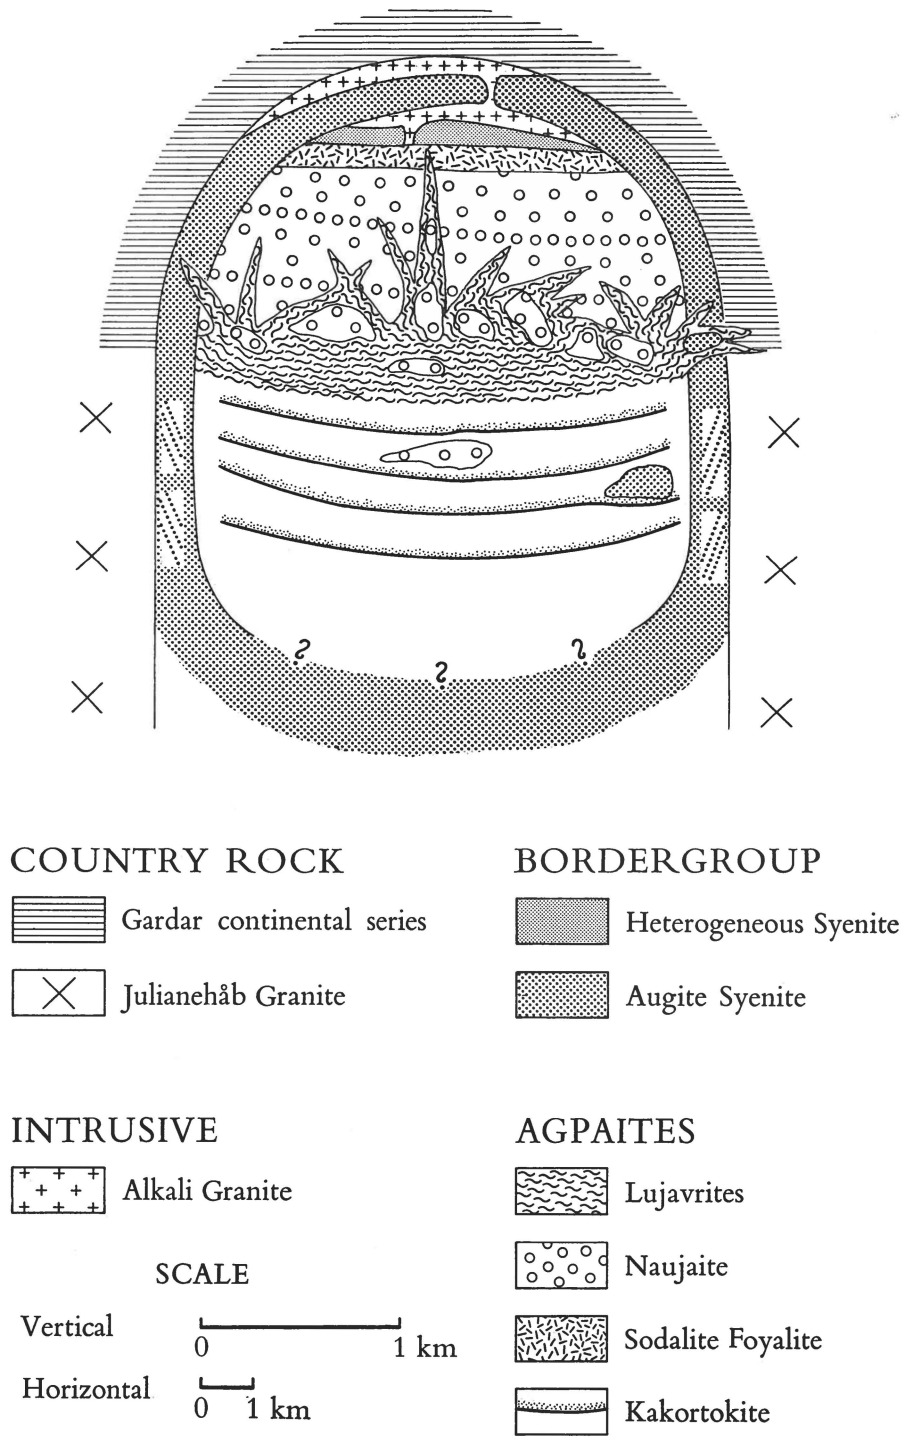 ? ? ?
COUNTRY ROCK
Gardar continental series
Julianehåb Granite
BORDERGROUP
Heterogeneous Syenite
Augite Syenite
INTRUSIVE
Alkali Granite
SCALE
Vertical
0 1 km
Horizontal
0 1 km
AGPAITES
Lujavrites
Naujaite
Sodalite Foyalite
Kakortokite